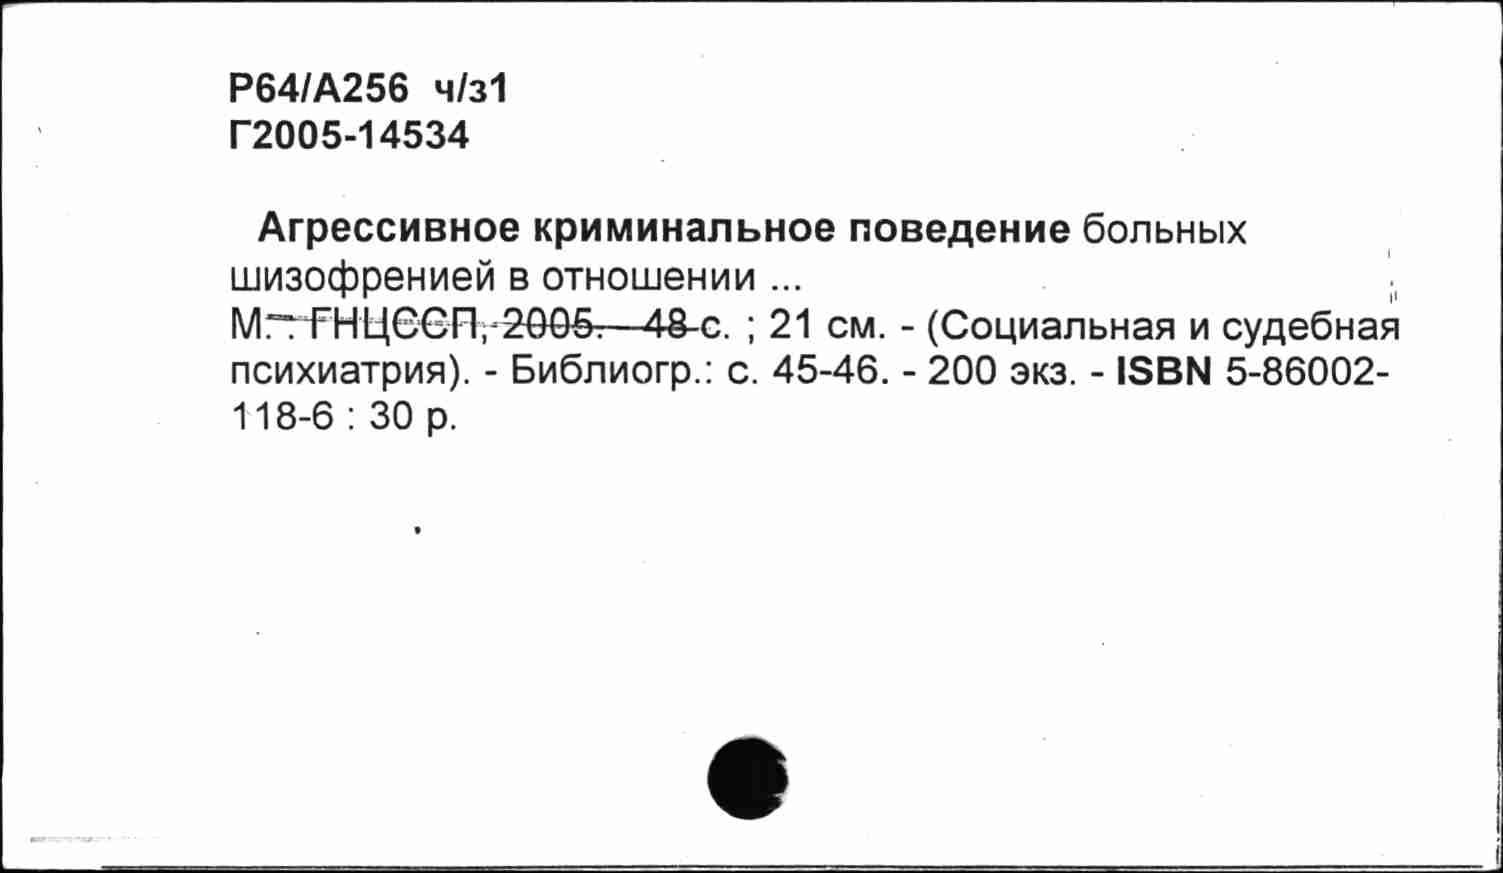 Р64/А256 ч/з1
Г2005-14534
Агрессивное криминальное поведение больных
шизофренией в отношении ...
М. : ГНЦССП, 2005. - 48 с. ; 21 см. - (Социальная и судебная
психиатрия). - Библиогр.: с. 45-46. - 200 экз. - ISBN 5-86002-
118-6 : 30 р.